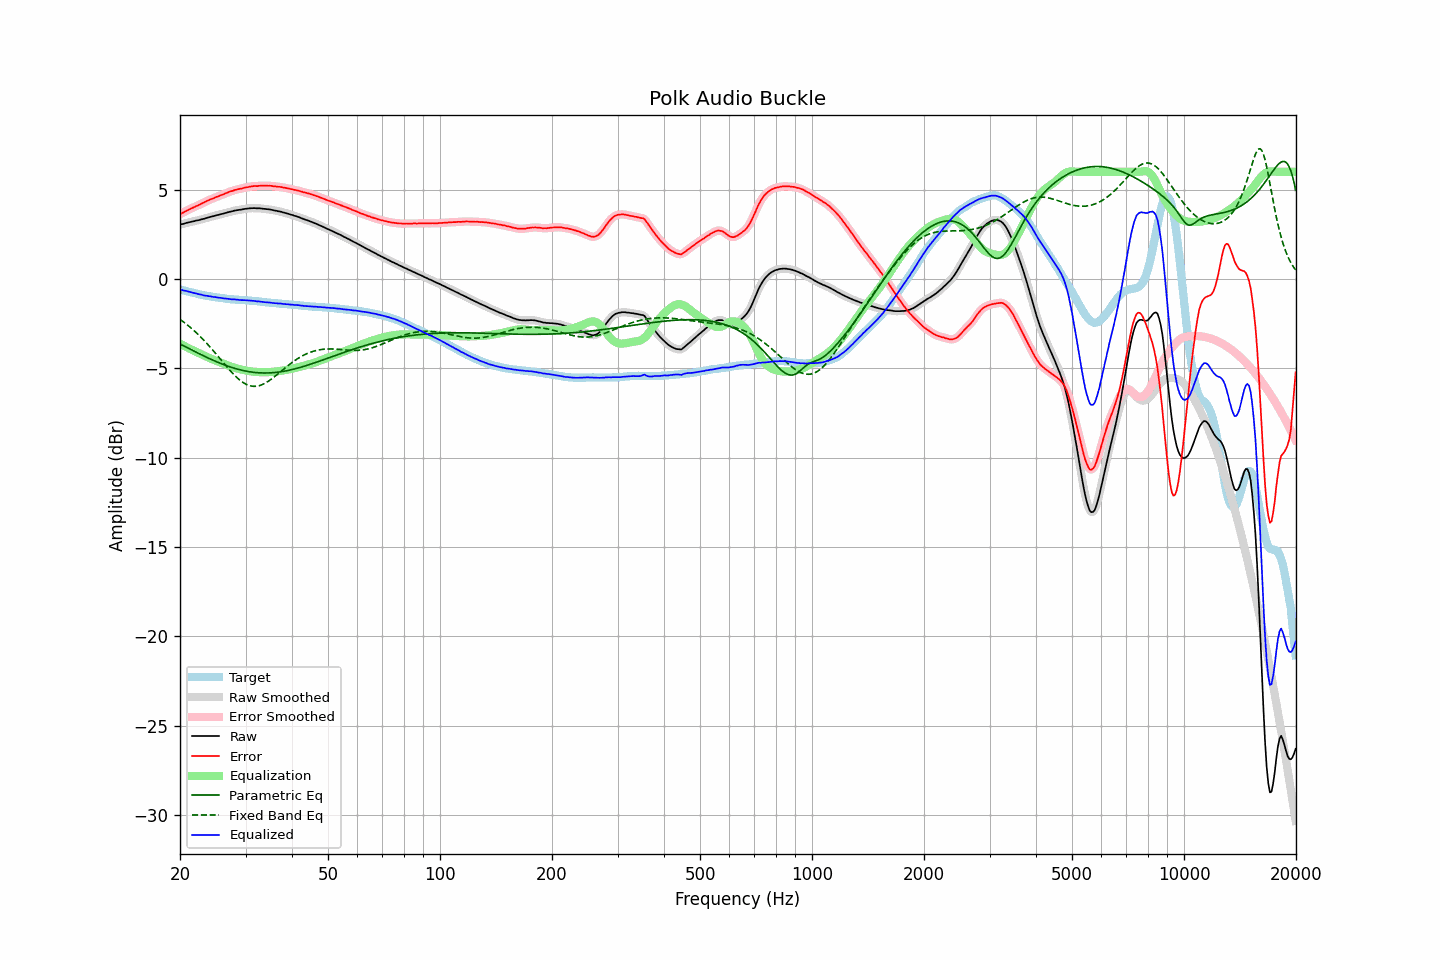 Polk Audio Buckle
Amplitude (dBr)
5
0
−5
−10
−15
−20
−25
−30
Target
Raw Smoothed
Error Smoothed
Raw
Error
Equalization
Parametric Eq
Fixed Band Eq
Equalized
20 50 100 200 500 1000 2000 5000 10000 20000
Frequency (Hz)